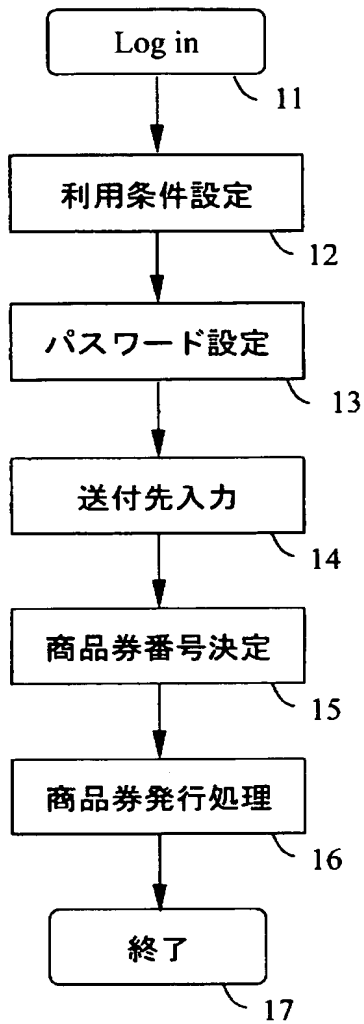 Log in
11
利用条件設定
12
パスワード設定
13
送付先入力
14
商品券番号決定
15
商品券発行処理
16
終了
17